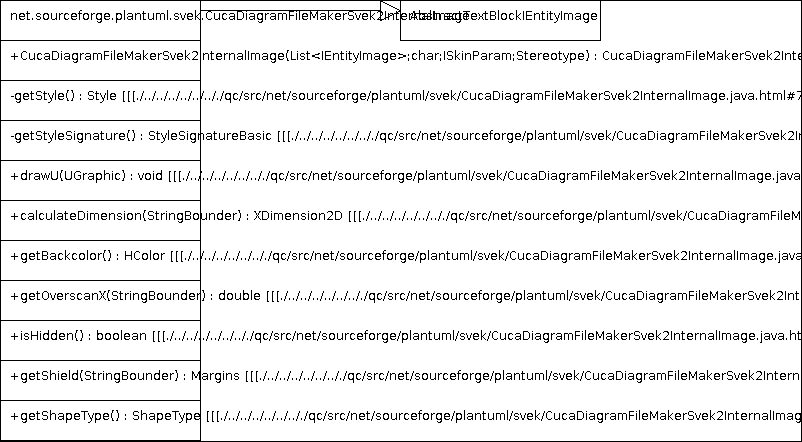 net.sourceforge.plantuml.svek.CucaDiagramFileMakerSvek2InternalImage
AbstractTextBlockIEntityImage
+CucaDiagramFileMakerSvek2InternalImage(List<IEntityImage>;char;ISkinParam;Stereotype) : CucaDiagramFileMakerSvek2Inte
-getStyle() : Style [[[./../../../../../../../qc/src/net/sourceforge/plantuml/svek/CucaDiagramFileMakerSvek2InternalImage.java.html#7
-getStyleSignature() : StyleSignatureBasic [[[./../../../../../../../qc/src/net/sourceforge/plantuml/svek/CucaDiagramFileMakerSvek2In
+drawU(UGraphic) : void [[[./../../../../../../../qc/src/net/sourceforge/plantuml/svek/CucaDiagramFileMakerSvek2InternalImage.java
+calculateDimension(StringBounder) : XDimension2D [[[./../../../../../../../qc/src/net/sourceforge/plantuml/svek/CucaDiagramFileM
+getBackcolor() : HColor [[[./../../../../../../../qc/src/net/sourceforge/plantuml/svek/CucaDiagramFileMakerSvek2InternalImage.java
+getOverscanX(StringBounder) : double [[[./../../../../../../../qc/src/net/sourceforge/plantuml/svek/CucaDiagramFileMakerSvek2Int
+isHidden() : boolean [[[./../../../../../../../qc/src/net/sourceforge/plantuml/svek/CucaDiagramFileMakerSvek2InternalImage.java.ht
+getShield(StringBounder) : Margins [[[./../../../../../../../qc/src/net/sourceforge/plantuml/svek/CucaDiagramFileMakerSvek2Intern
+getShapeType() : ShapeType [[[./../../../../../../../qc/src/net/sourceforge/plantuml/svek/CucaDiagramFileMakerSvek2InternalImag